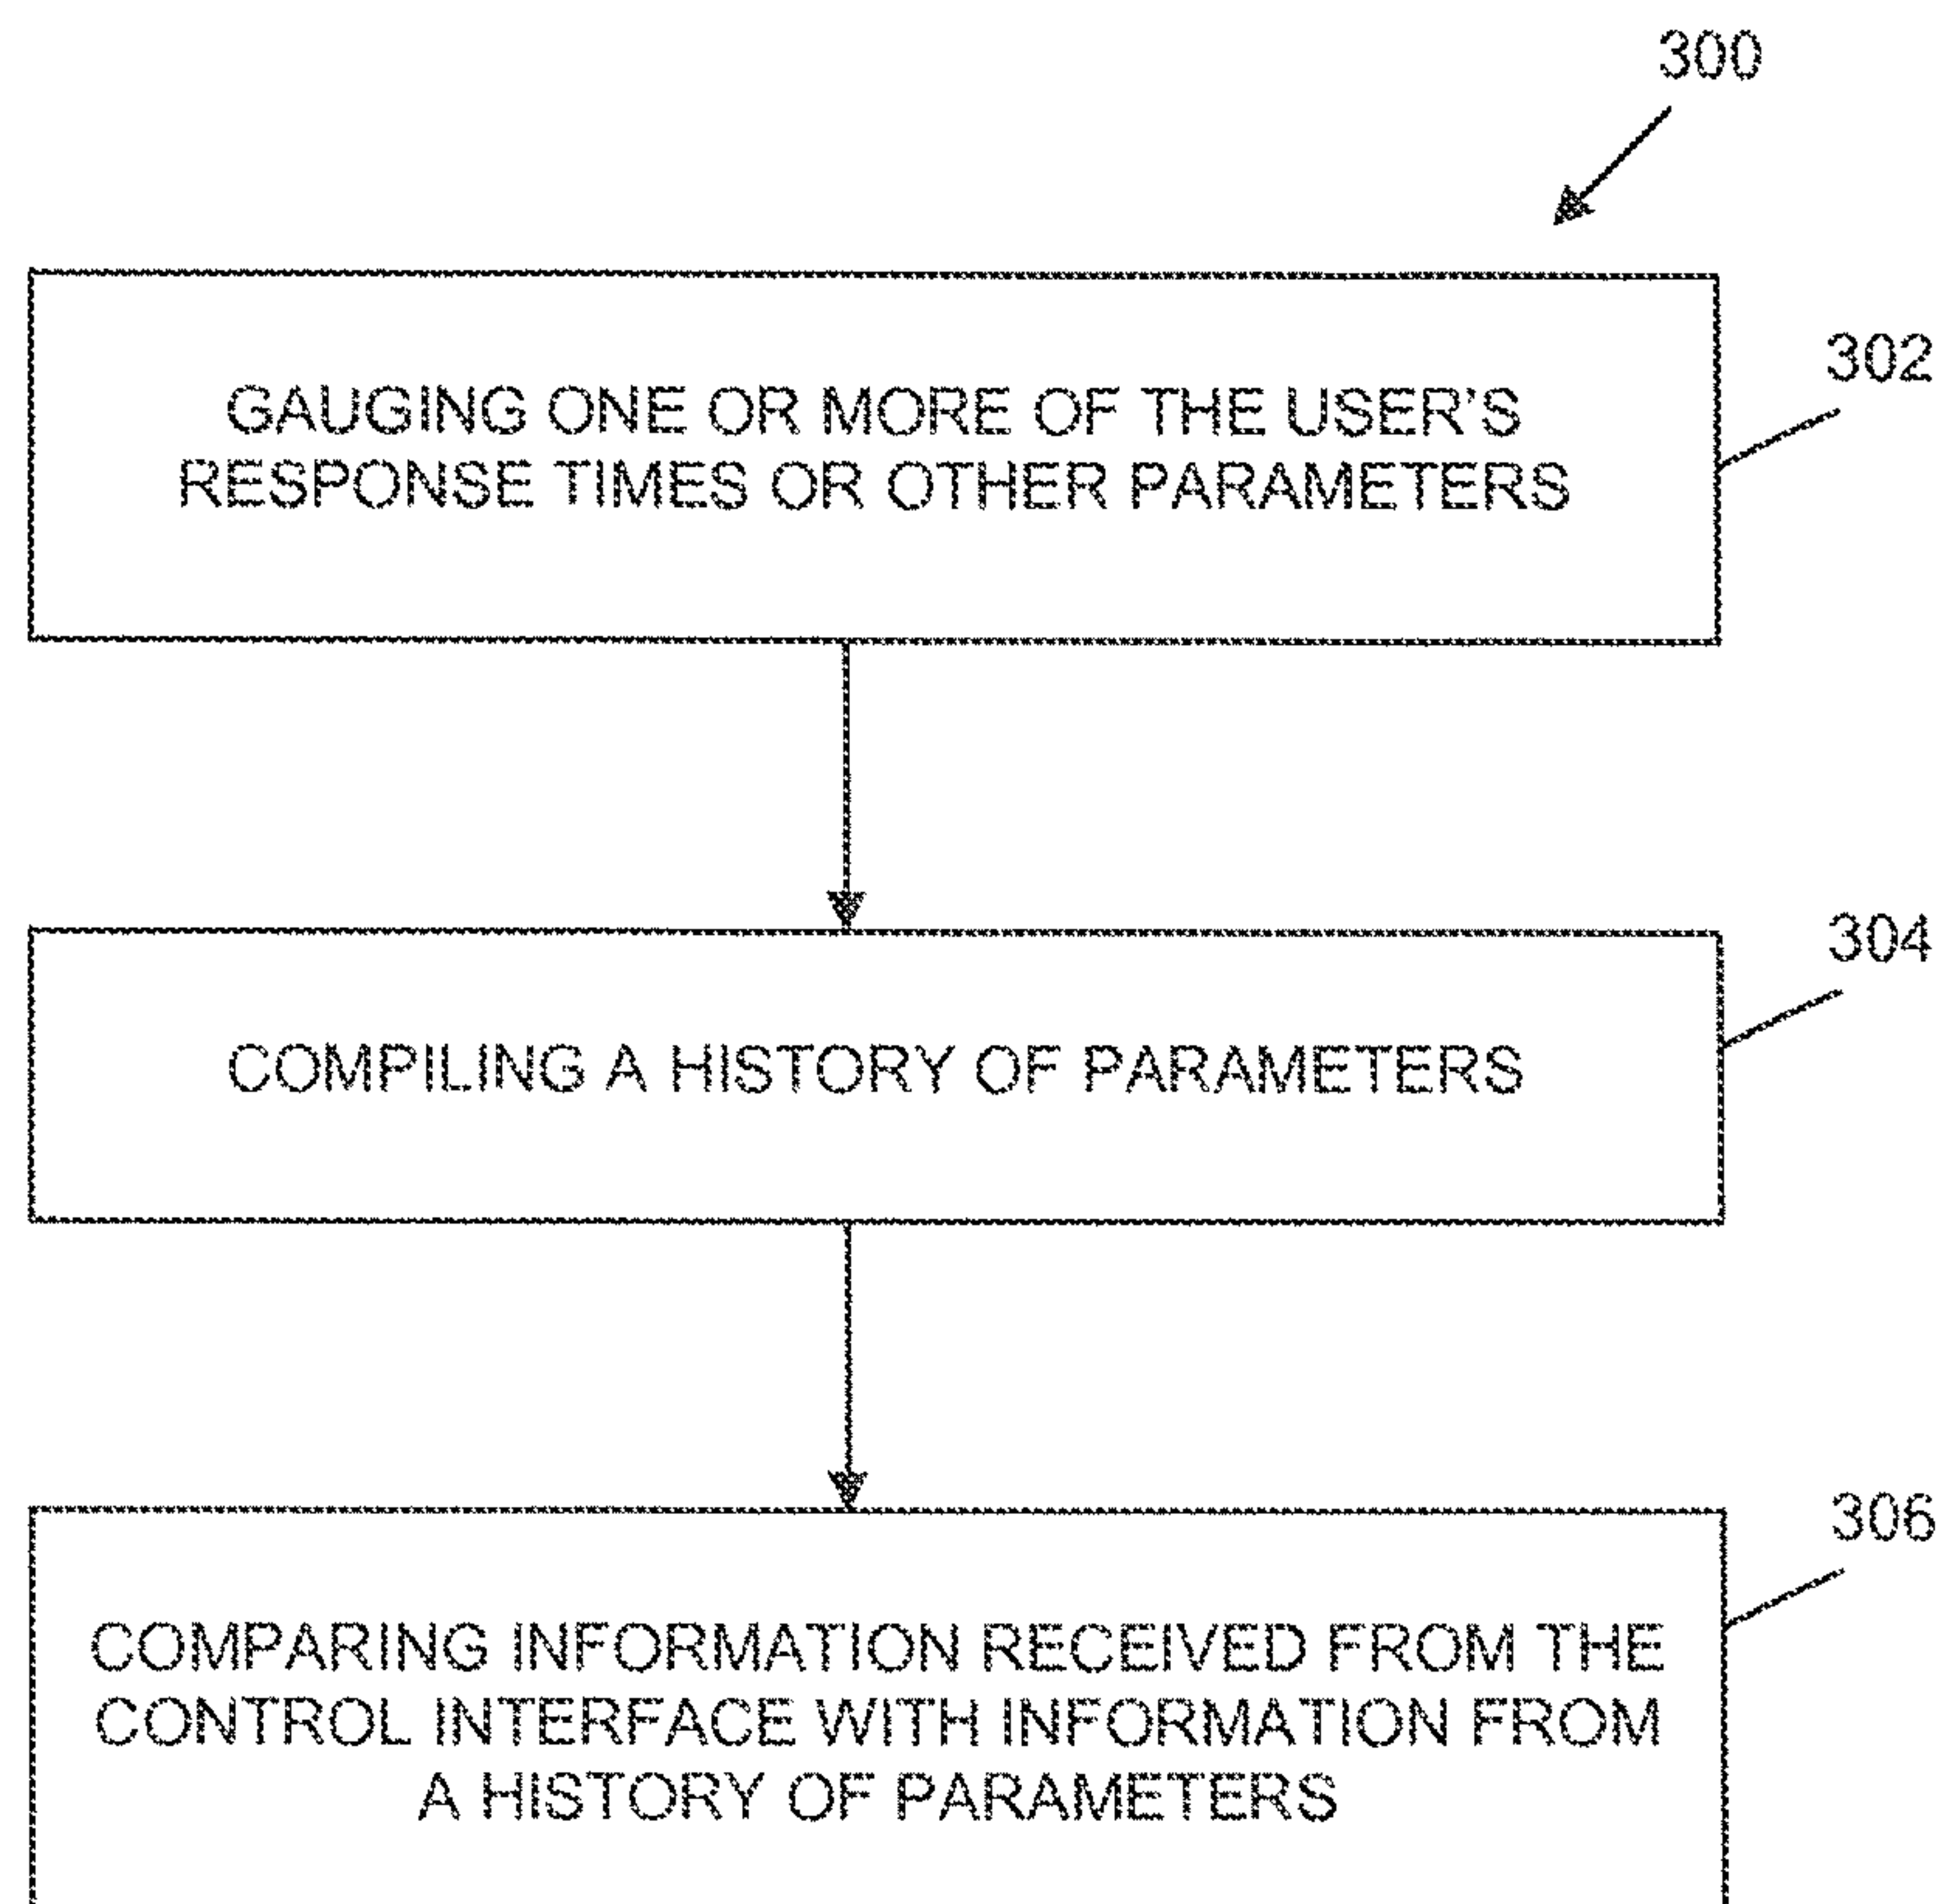 300
302
GAUGING ONE OR MORE OF THE USER'S
RESPONSE TIMES OR OTHER PARAMETERS
304
COMPILING A HISTORY OF PARAMETERS
306
COMPARING INFORMATION RECEIVED FROM THE
CONTROL INTERFACE WITH INFORMATION FROM
A HISTORY OF PARAMETERS